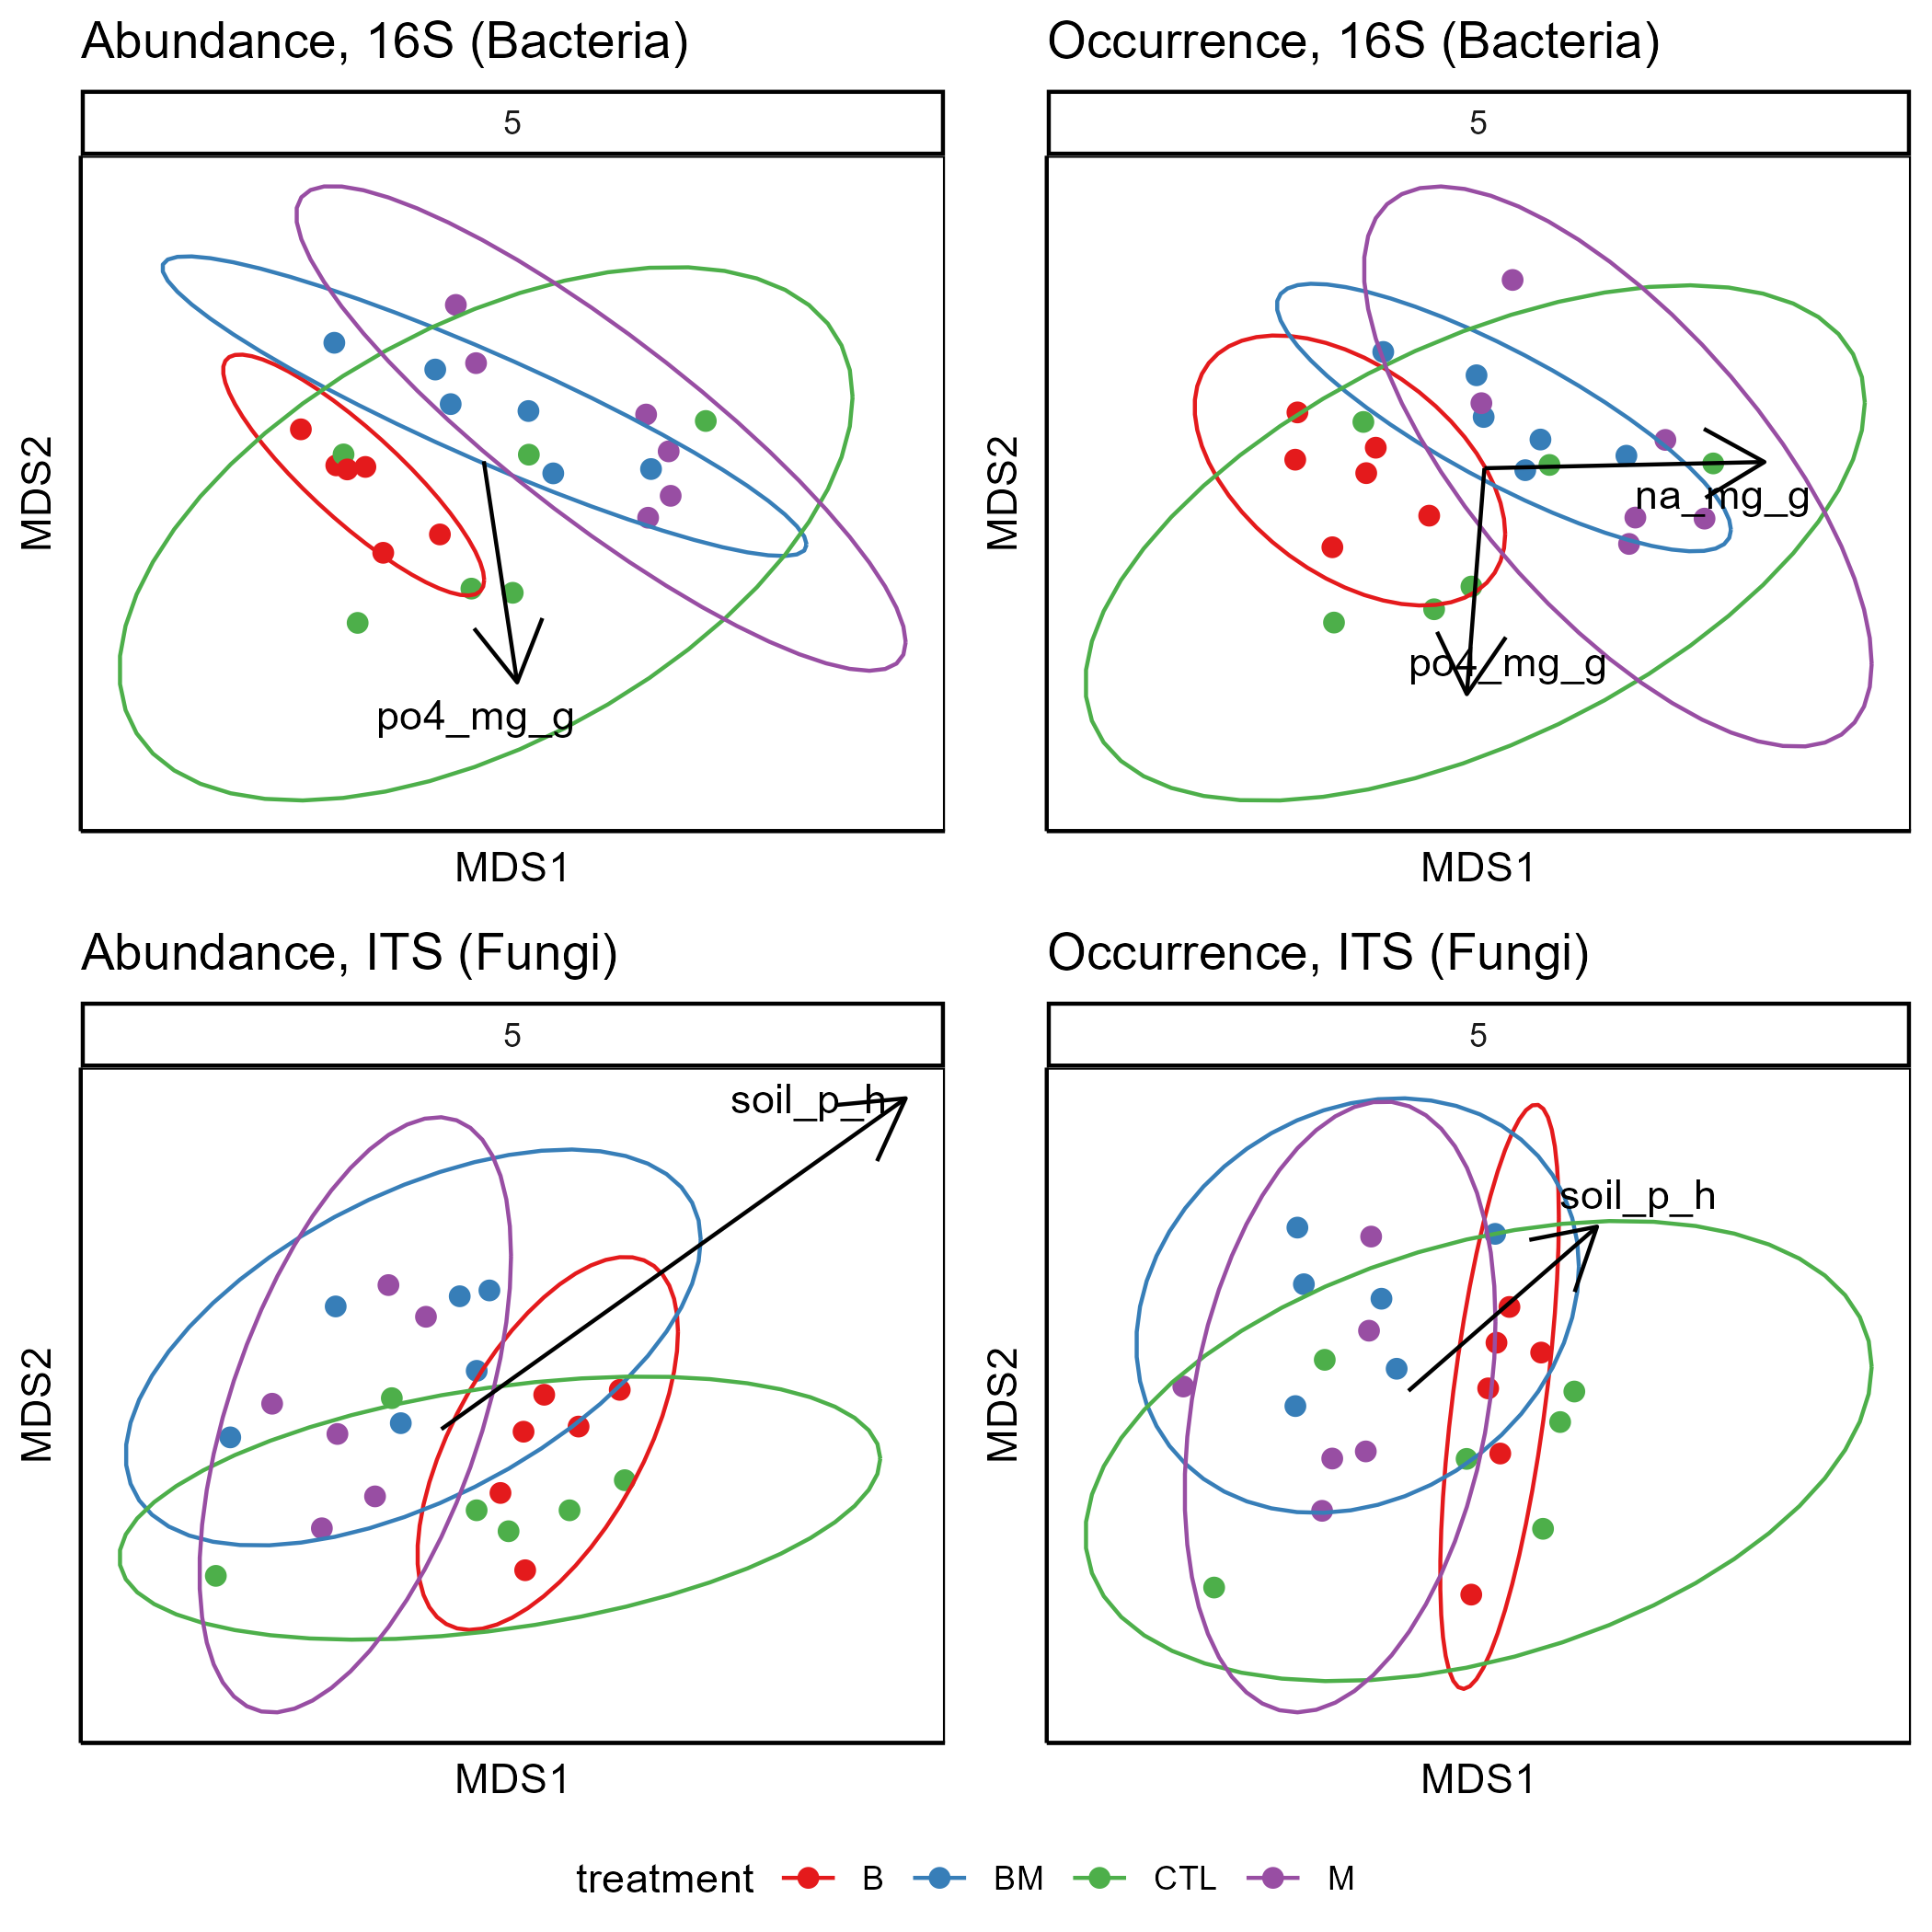 Abundance, 16S (Bacteria)
5
MDS2
po4_mg_g
MDS1
Occurrence, 16S (Bacteria)
5
MDS2
na_mg_g
po4_mg_g
MDS1
Abundance, ITS (Fungi)
5
MDS2
soil_p_h
MDS1
Occurrence, ITS (Fungi)
5
MDS2
soil_p_h
MDS1
treatment B BM CTL M